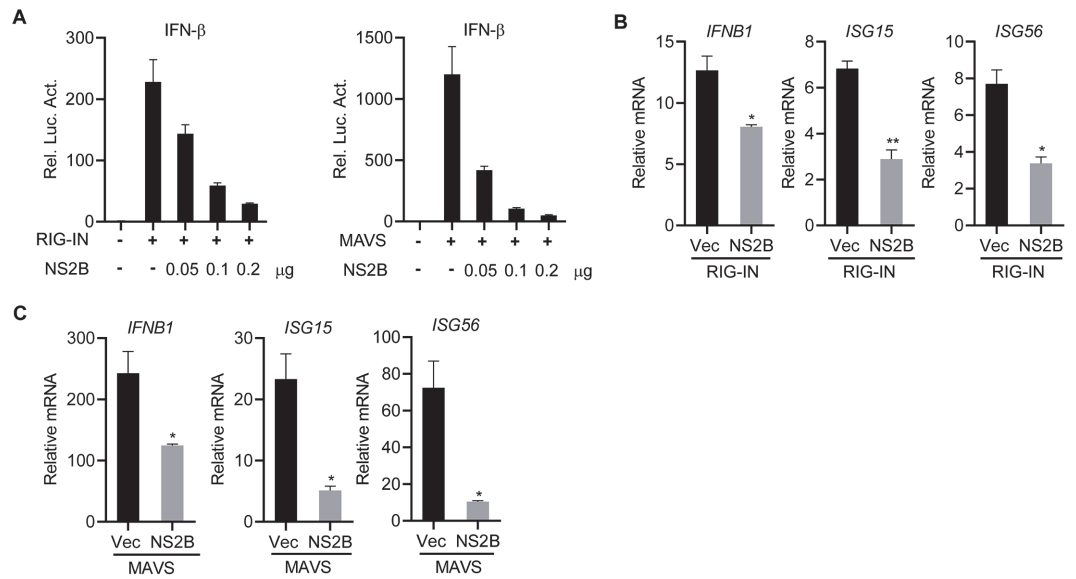 A
IFN-β
Rel. Luc. Act.
300
200
100
0
RIG-IN - + + + +
NS2B - - 0.05 0.1 0.2 μg
IFN-β
Rel. Luc. Act.
1500
1000
500
0
MAVS - + + + +
NS2B - - 0.05 0.1 0.2 μg
B
IFNB1
Relative mRNA
15
10
5
0
*
Vec NS2B
RIG-IN
ISG15
Relative mRNA
8
6
4
2
0
**
Vec NS2B
RIG-IN
ISG56
Relative mRNA
10
8
6
4
2
0
*
Vec NS2B
RIG-IN
C
IFNB1
Relative mRNA
300
200
100
0
*
Vec NS2B
MAVS
ISG15
Relative mRNA
30
20
10
0
*
Vec NS2B
MAVS
ISG56
Relative mRNA
100
80
60
40
20
0
*
Vec NS2B
MAVS